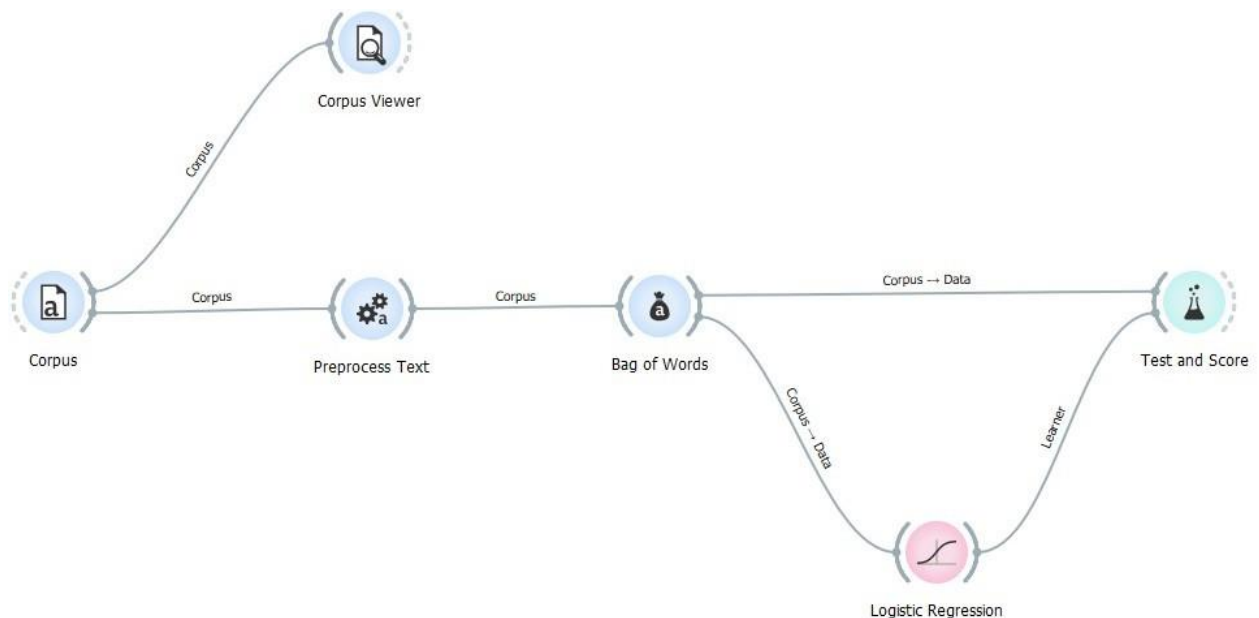 Corpus Viewer
Corpus
Corpus
Corpus
Corpus → Data
Corpus
Preprocess Text
Bag of Words
Test and Score
Corpus → Data
Learner
Logistic Regression